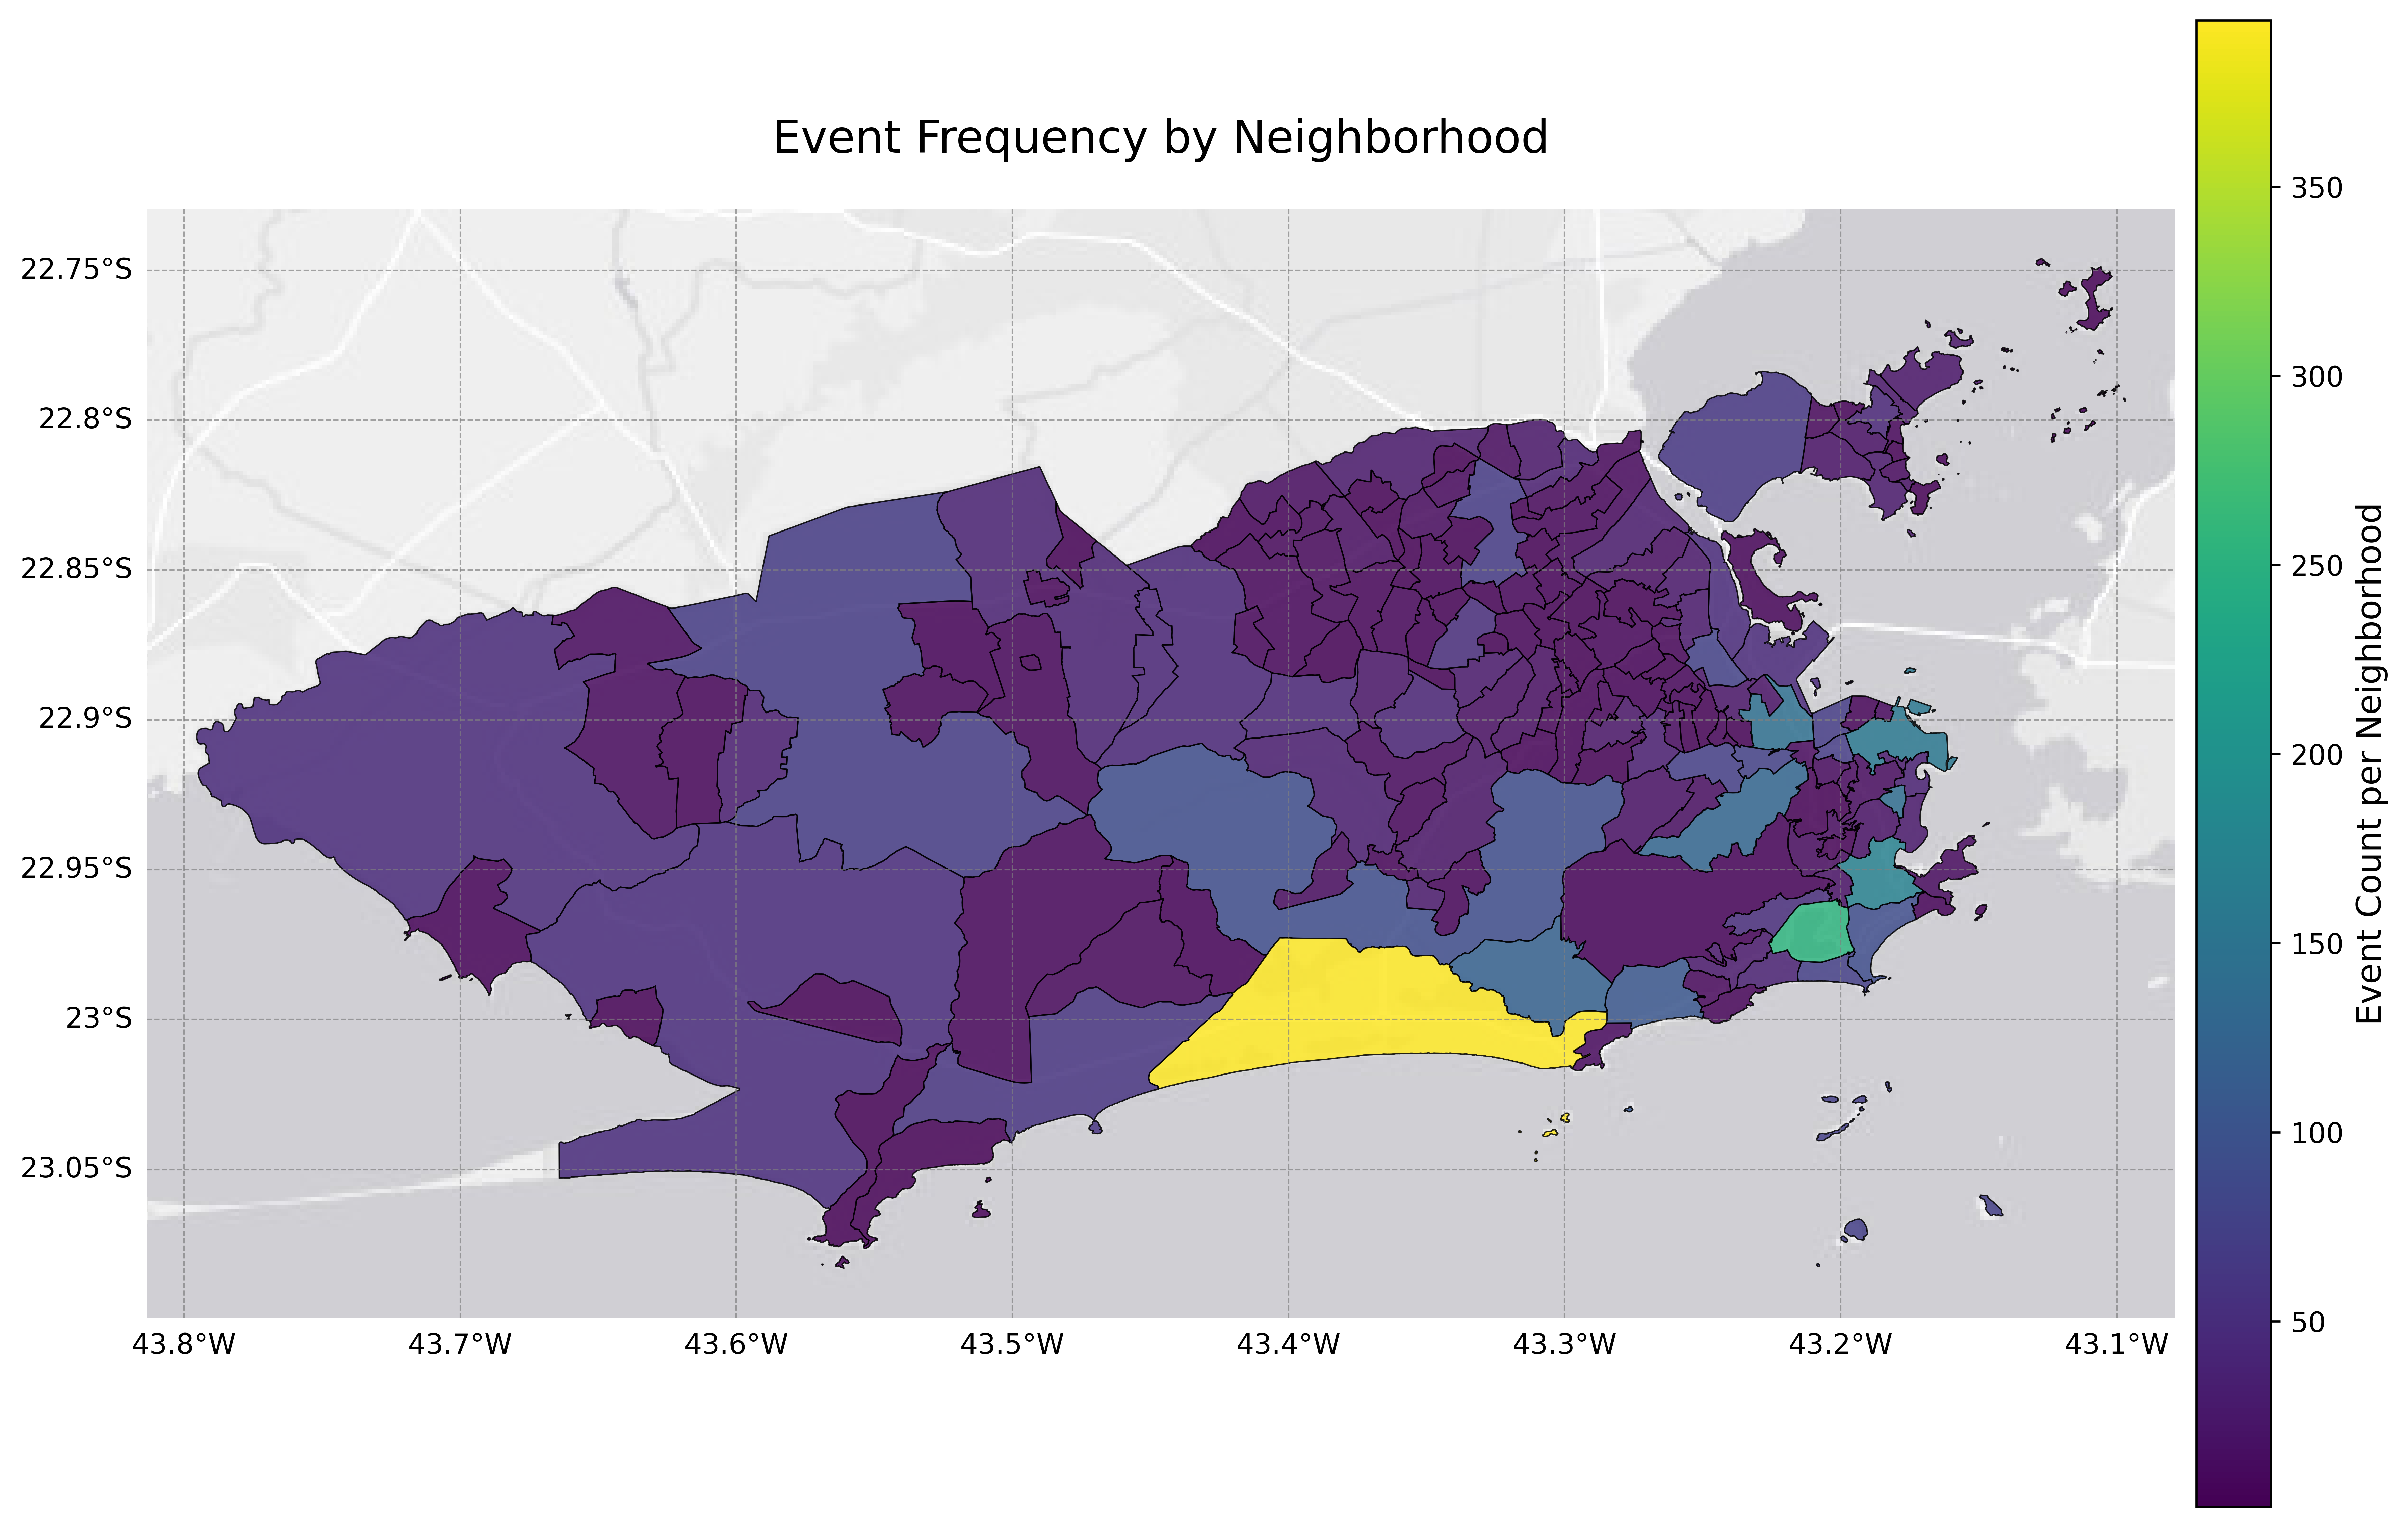 Event Frequency by Neighborhood
22.75°S
22.8°S
22.85°S
22.9°S
22.95°S
23°S
23.05°S
43.8°W
43.7°W
43.6°W
43.5°W
43.4°W
43.3°W
43.2°W
43.1°W
350
300
250
200
150
100
50
Event Count per Neighborhood